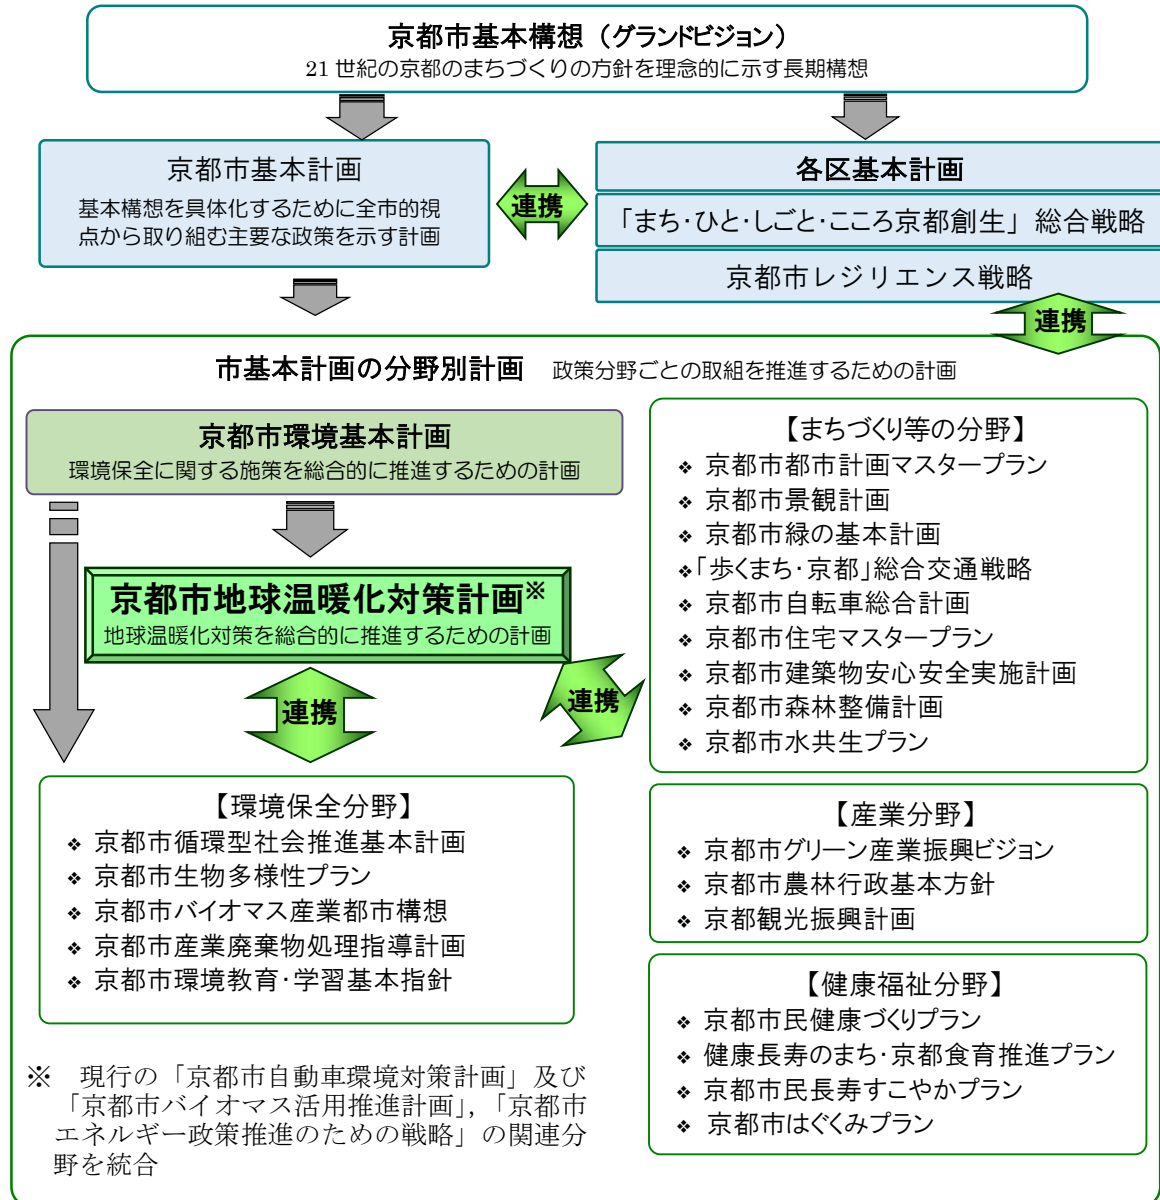 京都市基本構想（グランドビジョン）
21 世紀の京都のまちづくりの方針を理念的に示す長期構想
京都市基本計画
基本構想を具体化するために全市的視
点から取り組む主要な政策を示す計画
連携
各区基本計画
「まち・ひと・しごと・こころ京都創生」総合戦略
京都市レジリエンス戦略
連携
市基本計画の分野別計画 政策分野ごとの取組を推進するための計画
京都市環境基本計画
環境保全に関する施策を総合的に推進するための計画
京都市地球温暖化対策計画※
地球温暖化対策を総合的に推進するための計画
連携
連携
【環境保全分野】
❖ 京都市循環型社会推進基本計画
❖ 京都市生物多様性プラン
❖ 京都市バイオマス産業都市構想
❖ 京都市産業廃棄物処理指導計画
❖ 京都市環境教育・学習基本指針
【まちづくり等の分野】
❖ 京都市都市計画マスタープラン
❖ 京都市景観計画
❖ 京都市緑の基本計画
❖「歩くまち・京都」総合交通戦略
❖ 京都市自転車総合計画
❖ 京都市住宅マスタープラン
❖ 京都市建築物安心安全実施計画
❖ 京都市森林整備計画
❖ 京都市水共生プラン
【産業分野】
❖ 京都市グリーン産業振興ビジョン
❖ 京都市農林行政基本方針
❖ 京都観光振興計画
【健康福祉分野】
❖ 京都市民健康づくりプラン
❖ 健康長寿のまち・京都食育推進プラン
❖ 京都市民長寿すこやかプラン
❖ 京都市はぐくみプラン
※ 現行の「京都市自動車環境対策計画」及び
「京都市バイオマス活用推進計画」，「京都市
エネルギー政策推進のための戦略」の関連分
野を統合